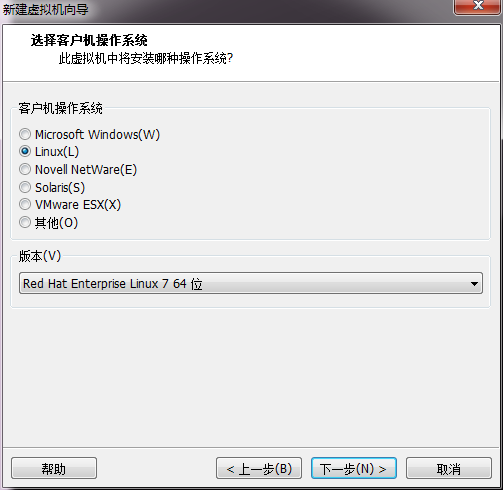 新建虚拟机向导
选择客户机操作系统
此虚拟机中将安装哪种操作系统?
客户机操作系统
Microsoft Windows(W)
Linux(L)
Novell NetWare(E)
Solaris(S)
VMware ESX(X)
其他(O)
版本(V)
Red Hat Enterprise Linux 7 64 位
帮助
< 上一步(B)
下一步(N) >
取消